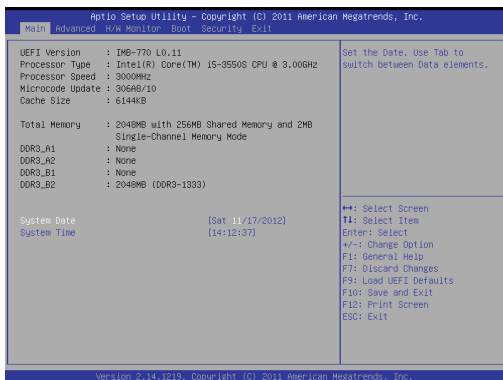 Aptio Setup Utility – Copyright (C) 2011 American Megatrends, Inc.
Main Advanced H/W Monitor Boot Security Exit
UEFI Version : IMB-770 L0.11
Processor Type : Intel(R) Core(TM) i5-3550S CPU @ 3.00GHz
Processor Speed : 3000MHz
Microcode Update : 306A8/10
Cache Size : 6144KB
Total Memory : 2048MB with 256MB Shared Memory and 2MB
Single-Channel Memory Mode
DDR3_A1 : None
DDR3_A2 : None
DDR3_B1 : None
DDR3_B2 : 2048MB (DDR3-1333)
System Date [Sat 11/17/2012]
System Time [14:12:37]
Set the Date. Use Tab to
switch between Data elements.
↔: Select Screen
↑↓: Select Item
Enter: Select
+/-: Change Option
F1: General Help
F7: Discard Changes
F9: Load UEFI Defaults
F10: Save and Exit
F12: Print Screen
ESC: Exit
Version 2.14.1219. Copyright (C) 2011 American Megatrends, Inc.